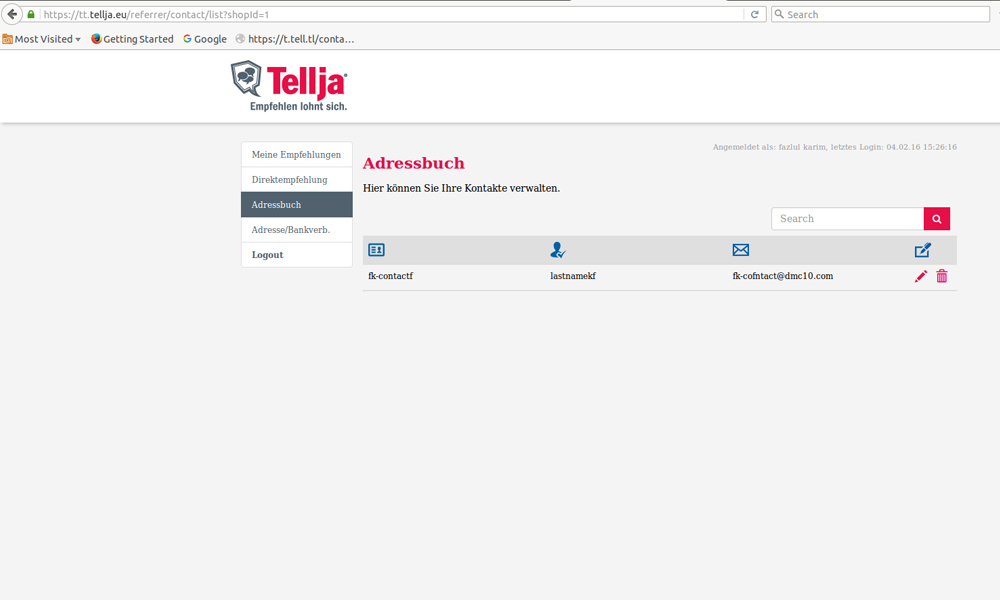 https://tt.tellja.eu/referrer/contact/list?shopId=1
Search
Most Visited
Getting Started
Google
https://t.tell.tl/conta...
Tellja
Empfehlen lohnt sich.
Angemeldet als: fazlul karim, letztes Login: 04.02.16 15:26:16
Meine Empfehlungen
Direktempfehlung
Adressbuch
Adresse/Bankverb.
Logout
Adressbuch
Hier können Sie Ihre Kontakte verwalten.
Search
fk-contactf lastnamekf fk-cofntact@dmc10.com